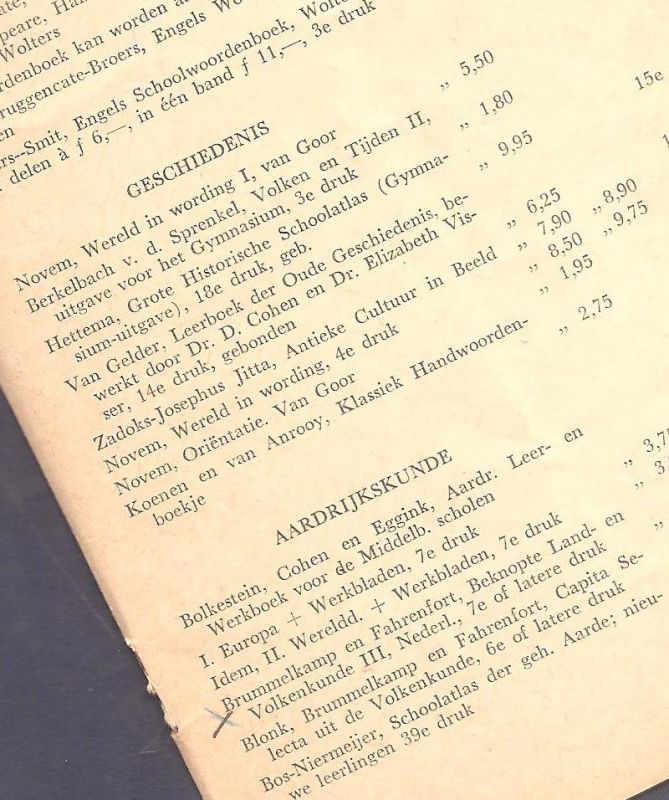 Wolters
rdenboek kan worden
ruggencate-Broers, Engels
en
rs--Smit, Engels Schoolwoordenboek,
delen à f 6,—, in één band f 11,—, 3e druk
GESCHIEDENIS
Novem, Wereld in wording I, van Goor „ 5,50
Berkelbach v. d. Sprenkel, Volken en Tijden II,
uitgave voor het Gymnasium, 3e druk „ 1,80
Hettema, Grote Historische Schoolatlas (Gymna-
sium-uitgave), 18e druk, geb. „ 9,95
Van Gelder, Leerboek der Oude Geschiedenis, be-
werkt door Dr. D. Cohen en Dr. Elizabeth Vis-
ser, 14e druk, gebonden „ 6,25
Zadoks-Josephus Jitta, Antieke Cultuur in Beeld „ 7,90 „ 8,90
Novem, Wereld in wording, 4e druk „ 8,50 „ 9,75
Novem, Oriëntatie. Van Goor „ 1,95
Koenen en van Anrooy, Klassiek Handwoorden-
boekje „ 2,75
15e
AARDRIJKSKUNDE
Bolkestein, Cohen en Eggink, Aardr. Leer- en
Werkboek voor de Middelb. scholen
I. Europa + Werkbladen, 7e druk „ 3,7
Idem, II. Wereldd. + Werkbladen, 7e druk „ 3,
Brummelkamp en Fahrenfort, Beknopte Land- en
Volkenkunde III, Nederl., 7e of latere druk „
Blonk, Brummelkamp en Fahrenfort, Capita Se-
lecta uit de Volkenkunde, 6e of latere druk
Bos-Niermeijer, Schoolatlas der geh. Aarde; nieu-
we leerlingen 39e druk